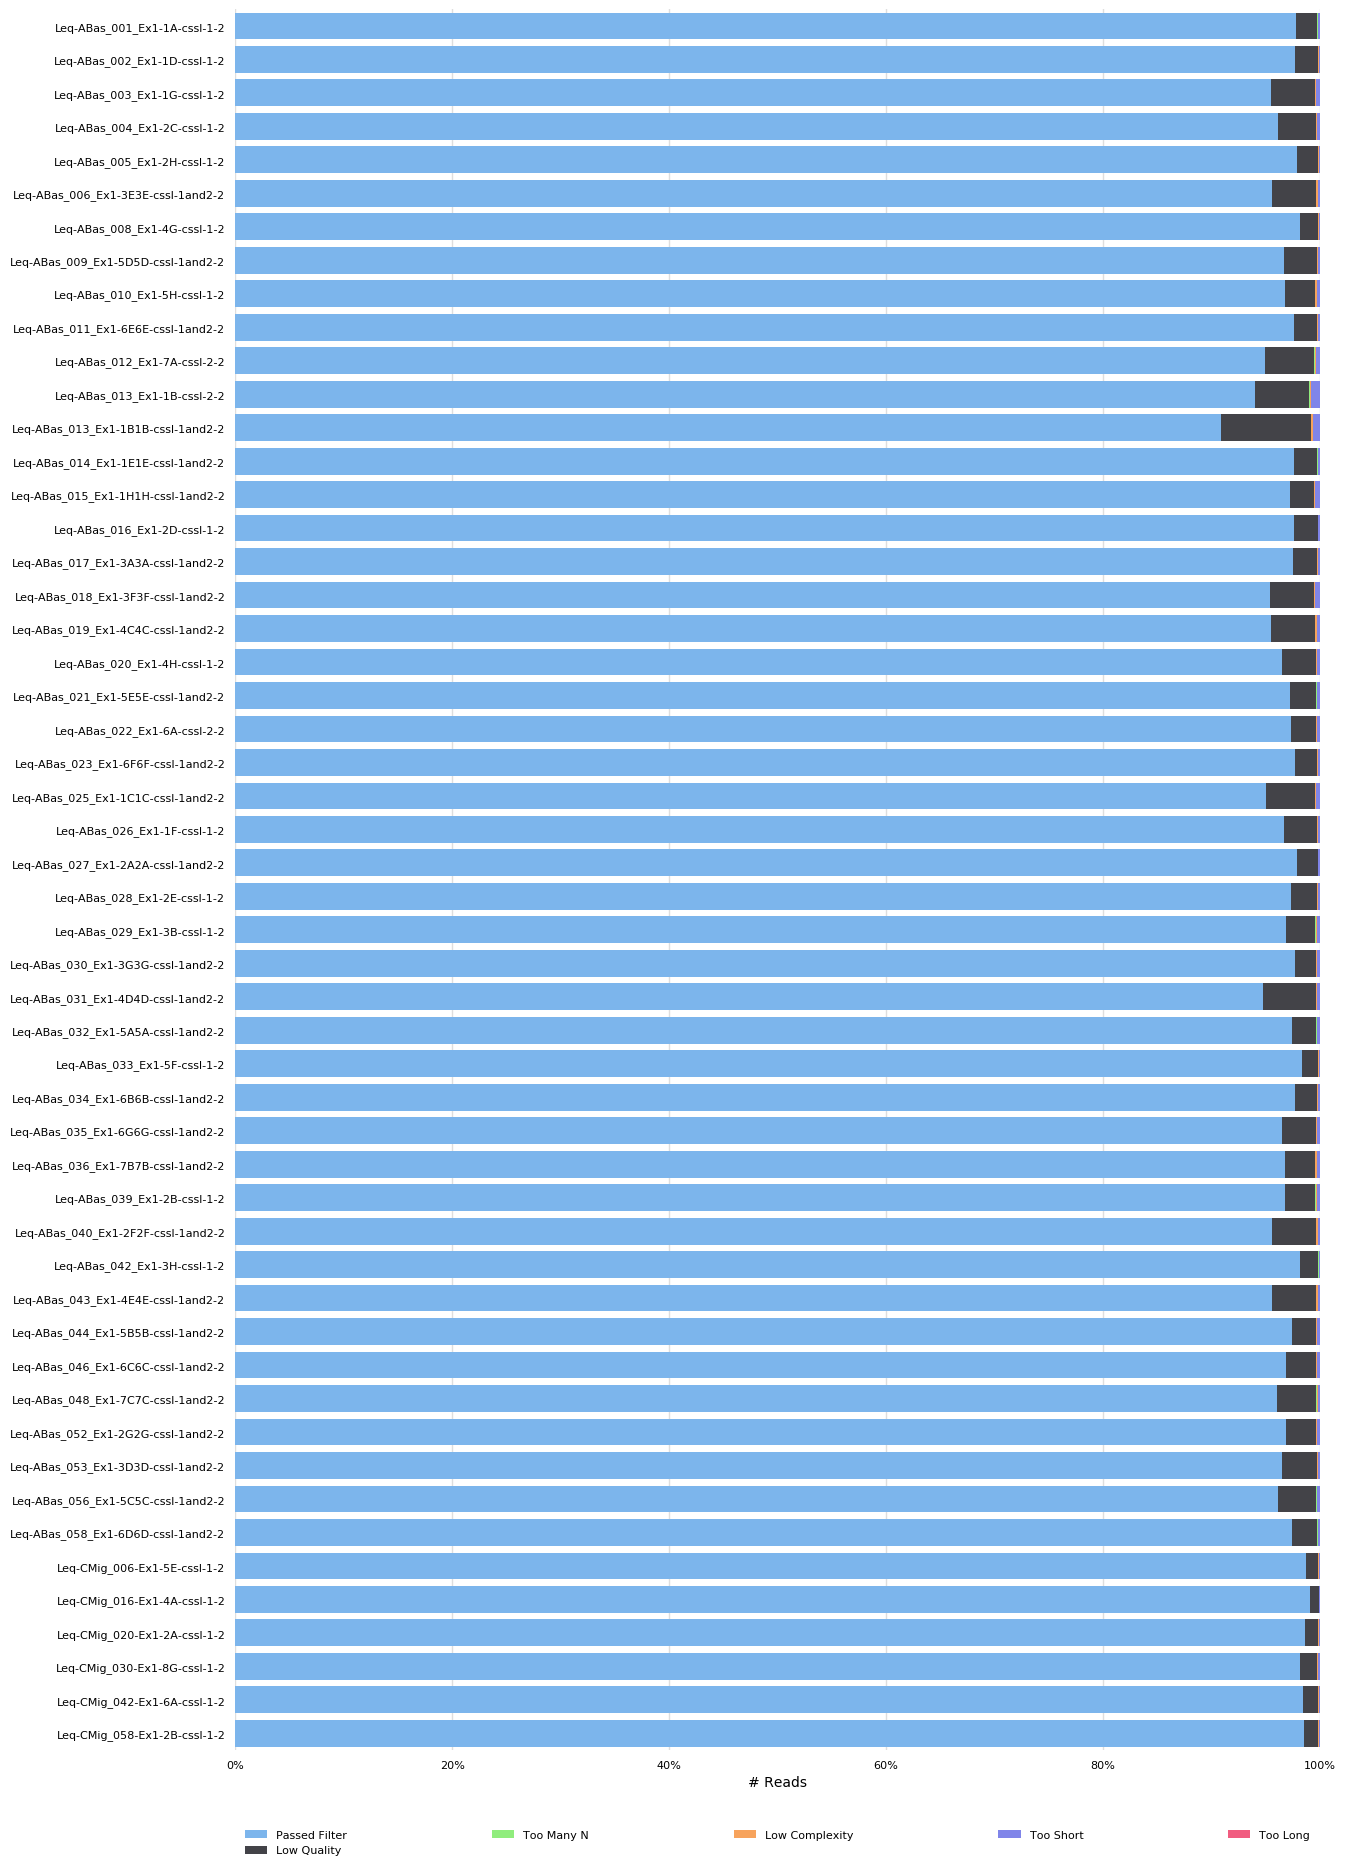 Leq-ABas_001_Ex1-1A-cssl-1-2
Leq-ABas_002_Ex1-1D-cssl-1-2
Leq-ABas_003_Ex1-1G-cssl-1-2
Leq-ABas_004_Ex1-2C-cssl-1-2
Leq-ABas_005_Ex1-2H-cssl-1-2
Leq-ABas_006_Ex1-3E3E-cssl-1and2-2
Leq-ABas_008_Ex1-4G-cssl-1-2
Leq-ABas_009_Ex1-5D5D-cssl-1and2-2
Leq-ABas_010_Ex1-5H-cssl-1-2
Leq-ABas_011_Ex1-6E6E-cssl-1and2-2
Leq-ABas_012_Ex1-7A-cssl-2-2
Leq-ABas_013_Ex1-1B-cssl-2-2
Leq-ABas_013_Ex1-1B1B-cssl-1and2-2
Leq-ABas_014_Ex1-1E1E-cssl-1and2-2
Leq-ABas_015_Ex1-1H1H-cssl-1and2-2
Leq-ABas_016_Ex1-2D-cssl-1-2
Leq-ABas_017_Ex1-3A3A-cssl-1and2-2
Leq-ABas_018_Ex1-3F3F-cssl-1and2-2
Leq-ABas_019_Ex1-4C4C-cssl-1and2-2
Leq-ABas_020_Ex1-4H-cssl-1-2
Leq-ABas_021_Ex1-5E5E-cssl-1and2-2
Leq-ABas_022_Ex1-6A-cssl-2-2
Leq-ABas_023_Ex1-6F6F-cssl-1and2-2
Leq-ABas_025_Ex1-1C1C-cssl-1and2-2
Leq-ABas_026_Ex1-1F-cssl-1-2
Leq-ABas_027_Ex1-2A2A-cssl-1and2-2
Leq-ABas_028_Ex1-2E-cssl-1-2
Leq-ABas_029_Ex1-3B-cssl-1-2
Leq-ABas_030_Ex1-3G3G-cssl-1and2-2
Leq-ABas_031_Ex1-4D4D-cssl-1and2-2
Leq-ABas_032_Ex1-5A5A-cssl-1and2-2
Leq-ABas_033_Ex1-5F-cssl-1-2
Leq-ABas_034_Ex1-6B6B-cssl-1and2-2
Leq-ABas_035_Ex1-6G6G-cssl-1and2-2
Leq-ABas_036_Ex1-7B7B-cssl-1and2-2
Leq-ABas_039_Ex1-2B-cssl-1-2
Leq-ABas_040_Ex1-2F2F-cssl-1and2-2
Leq-ABas_042_Ex1-3H-cssl-1-2
Leq-ABas_043_Ex1-4E4E-cssl-1and2-2
Leq-ABas_044_Ex1-5B5B-cssl-1and2-2
Leq-ABas_046_Ex1-6C6C-cssl-1and2-2
Leq-ABas_048_Ex1-7C7C-cssl-1and2-2
Leq-ABas_052_Ex1-2G2G-cssl-1and2-2
Leq-ABas_053_Ex1-3D3D-cssl-1and2-2
Leq-ABas_056_Ex1-5C5C-cssl-1and2-2
Leq-ABas_058_Ex1-6D6D-cssl-1and2-2
Leq-CMig_006-Ex1-5E-cssl-1-2
Leq-CMig_016-Ex1-4A-cssl-1-2
Leq-CMig_020-Ex1-2A-cssl-1-2
Leq-CMig_030-Ex1-8G-cssl-1-2
Leq-CMig_042-Ex1-6A-cssl-1-2
Leq-CMig_058-Ex1-2B-cssl-1-2
0% 20% 40% 60% 80% 100%
# Reads
Passed Filter Too Many N Low Complexity Too Short Too Long
Low Quality